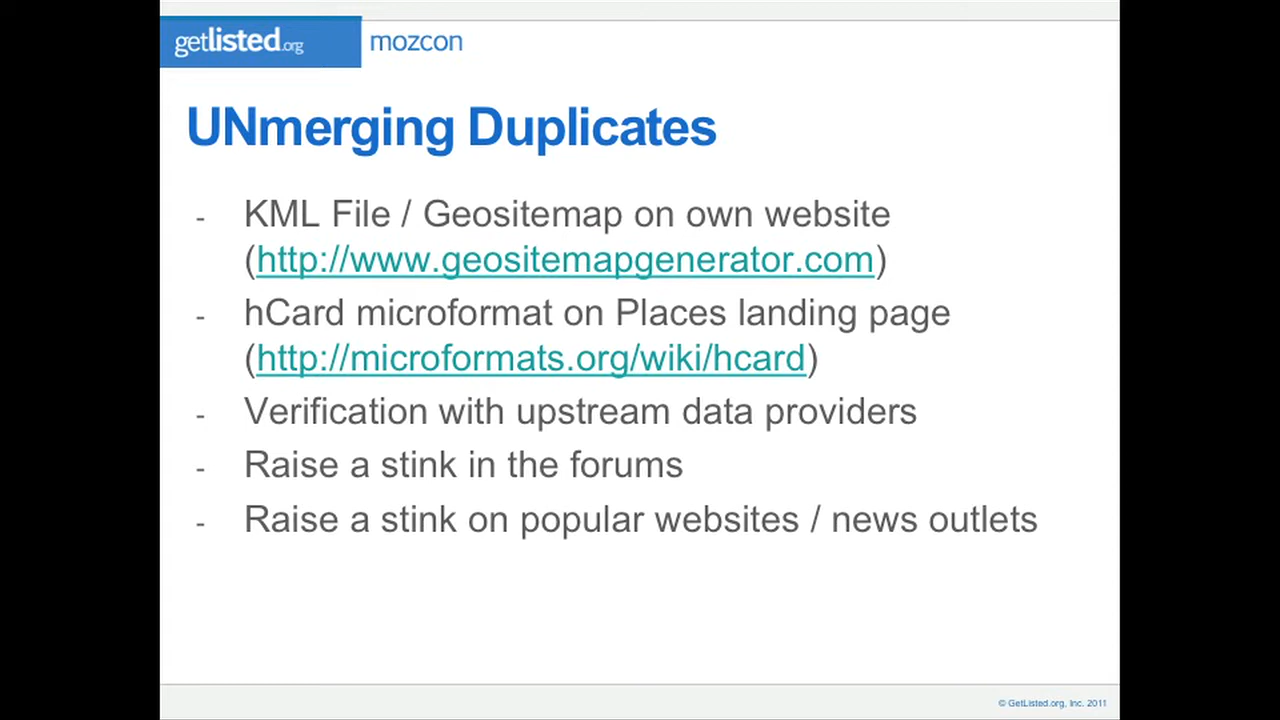 getlisted.org mozcon
UNmerging Duplicates
- KML File / Geositemap on own website
(http://www.geositemapgenerator.com)
- hCard microformat on Places landing page
(http://microformats.org/wiki/hcard)
- Verification with upstream data providers
- Raise a stink in the forums
- Raise a stink on popular websites / news outlets
© GetListed.org, Inc. 2011